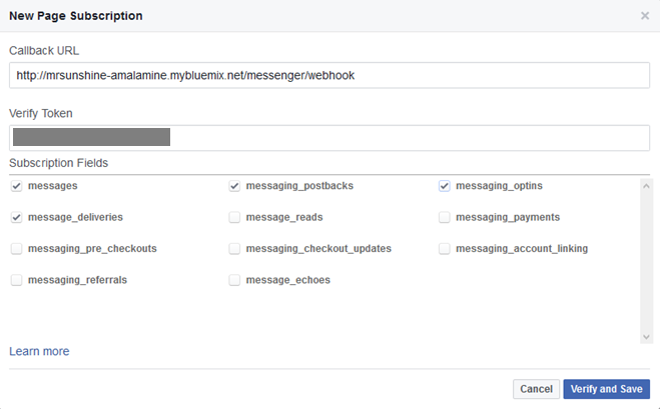 New Page Subscription
Callback URL
http://mrsunshine-amalamine.mybluemix.net/messenger/webhook
Verify Token
Subscription Fields
messages messaging_postbacks messaging_optins
message_deliveries message_reads messaging_payments
messaging_pre_checkouts messaging_checkout_updates messaging_account_linking
messaging_referrals message_echoes
Learn more
Cancel Verify and Save